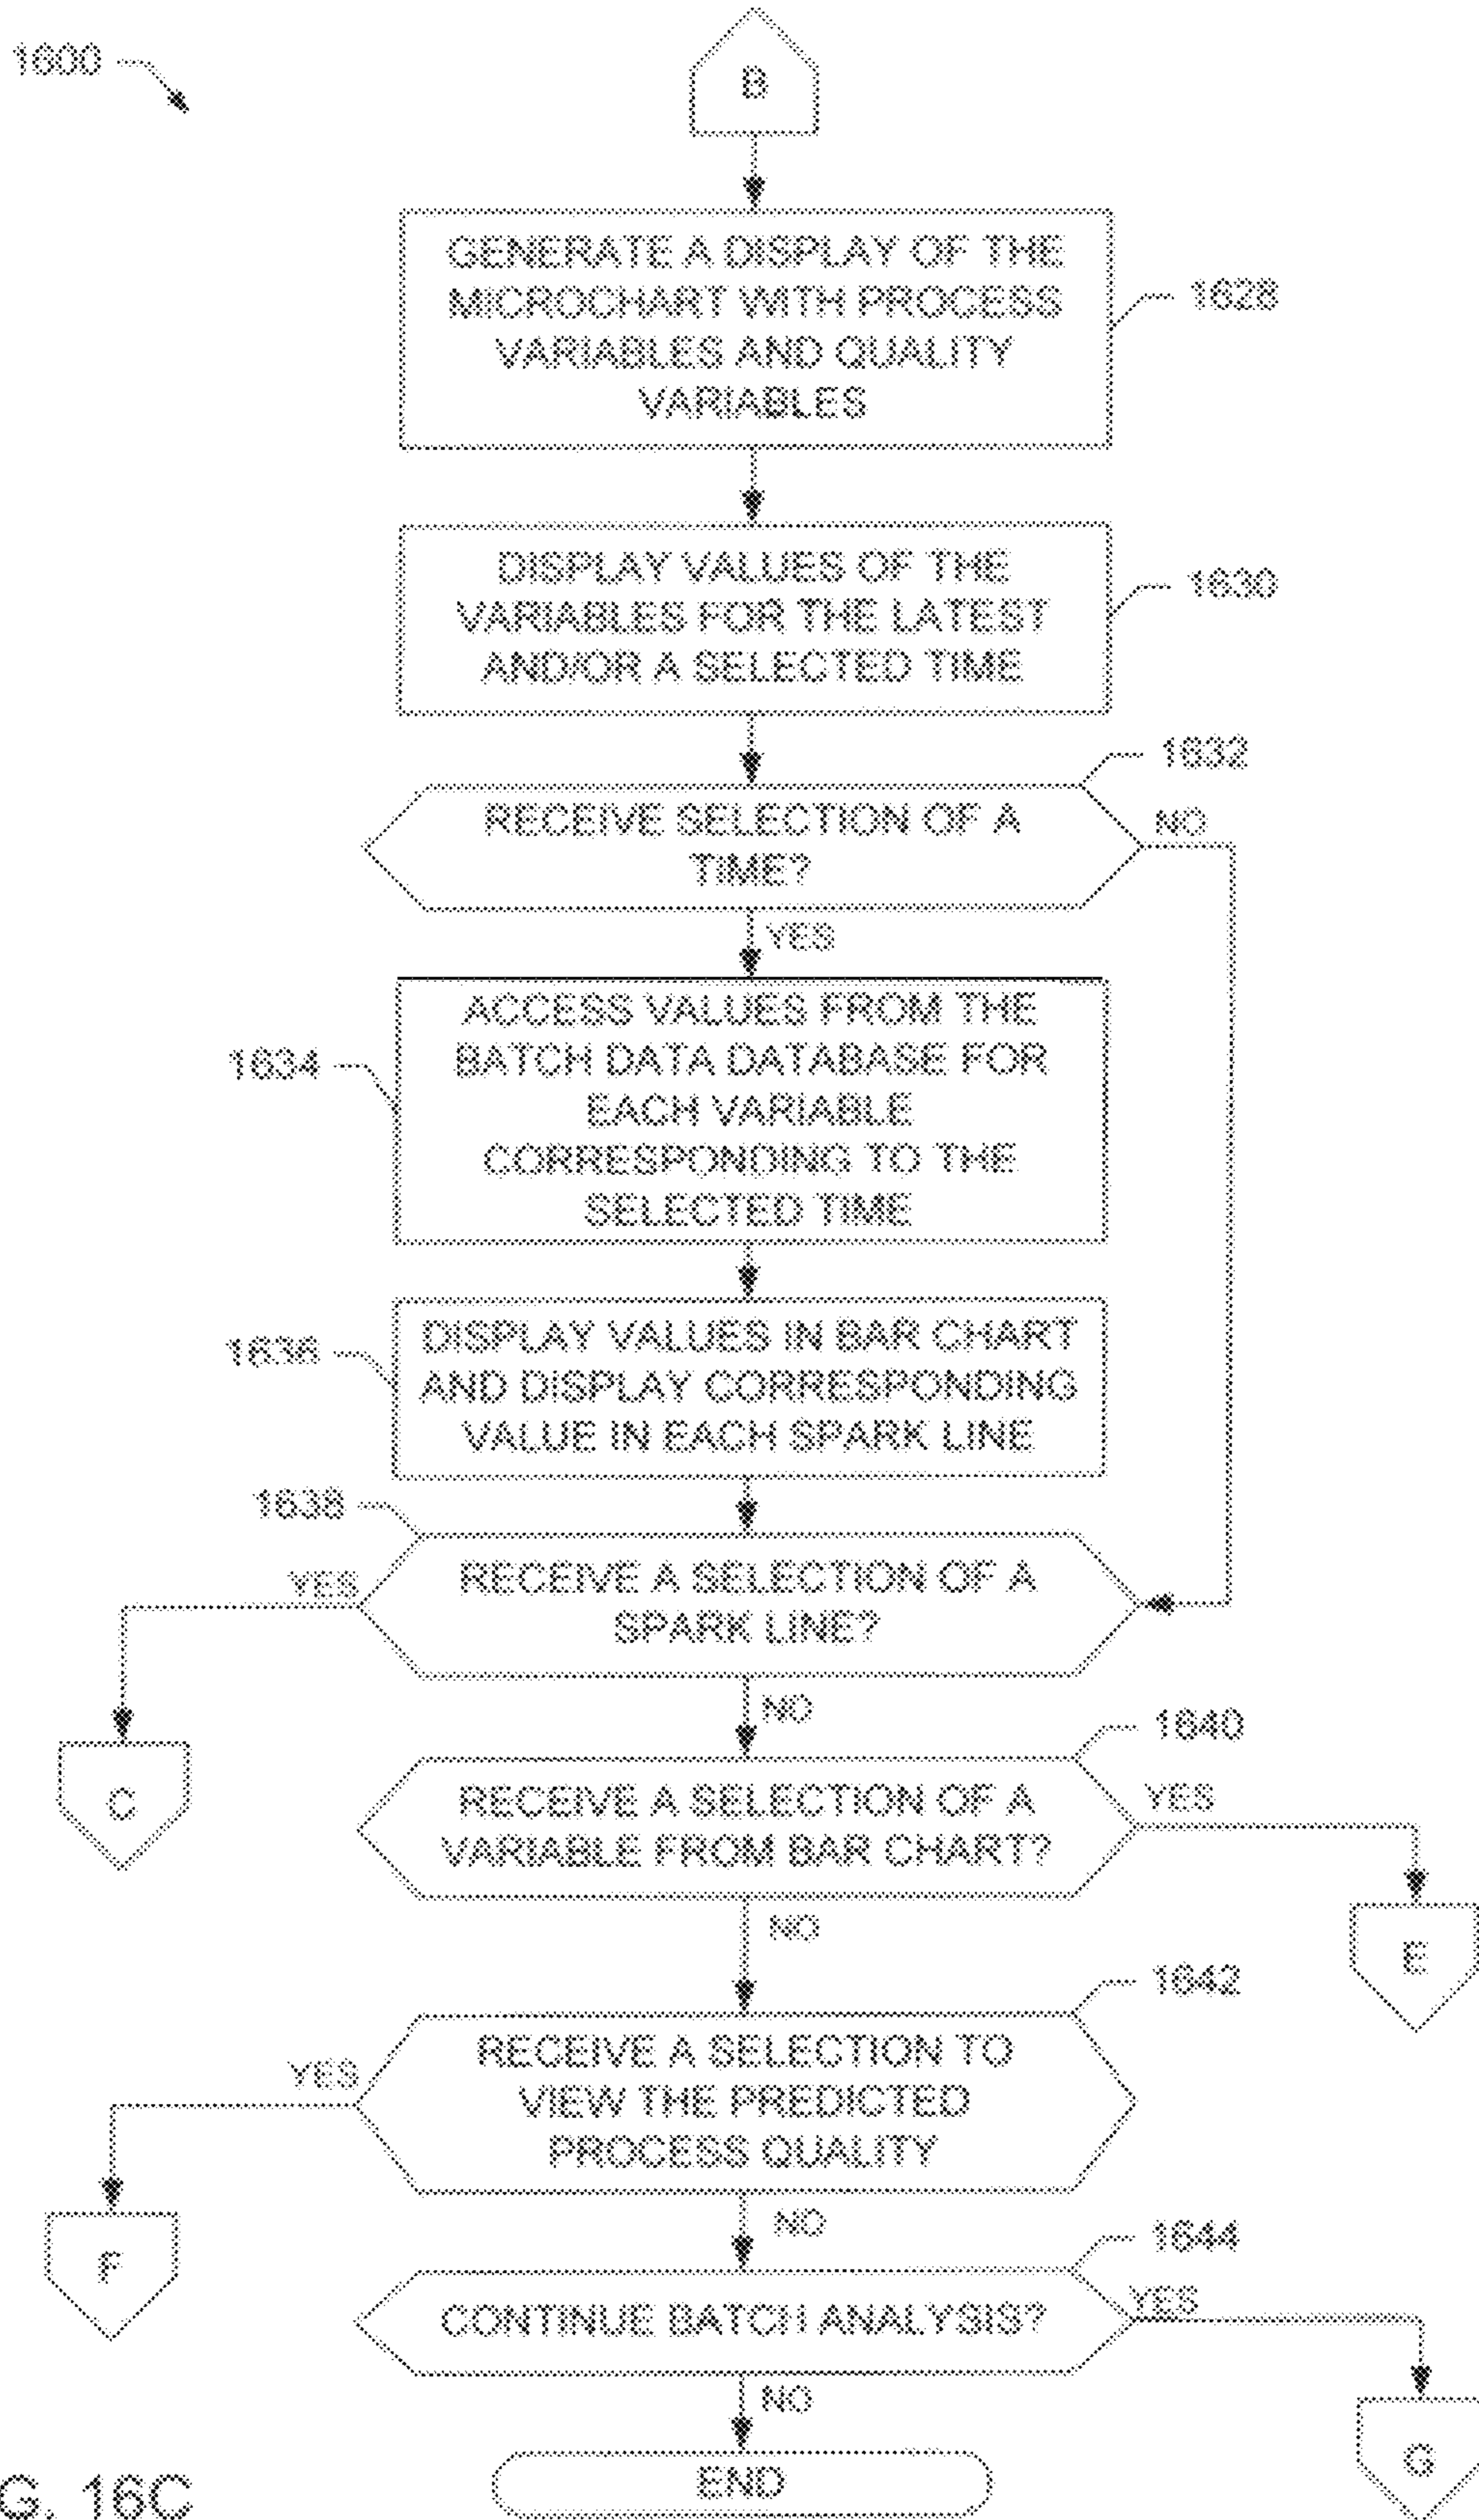 1600
B
GENERATE A DISPLAY OF THE
MICROCHART WITH PROCESS
VARIABLES AND QUALITY
VARIABLES
1628
DISPLAY VALUES OF THE
VARIABLES FOR THE LATEST
AND/OR A SELECTED TIME
1630
1632
RECEIVE SELECTION OF A
TIME?
NO
YES
ACCESS VALUES FROM THE
BATCH DATA DATABASE FOR
EACH VARIABLE
CORRESPONDING TO THE
SELECTED TIME
1634
DISPLAY VALUES IN BAR CHART
AND DISPLAY CORRESPONDING
VALUE IN EACH SPARK LINE
1636
1638
YES
RECEIVE A SELECTION OF A
SPARK LINE?
NO
C
1640
RECEIVE A SELECTION OF A
VARIABLE FROM BAR CHART?
YES
NO
E
1642
RECEIVE A SELECTION TO
VIEW THE PREDICTED
PROCESS QUALITY
YES
NO
F
1644
CONTINUE BATCH ANALYSIS?
YES
NO
G
END
G. 16C